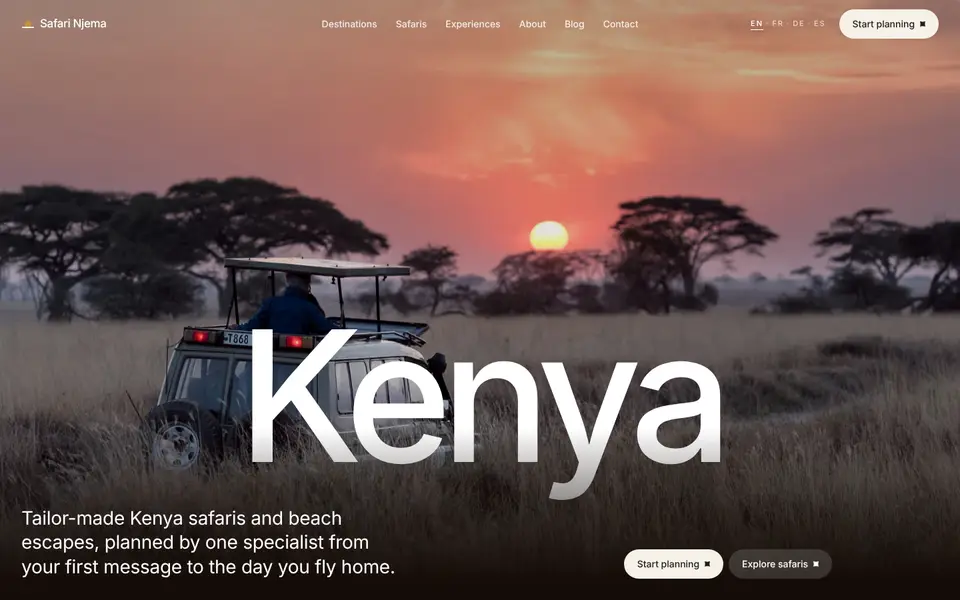 Safari Njema
Destinations Safaris Experiences About Blog Contact
EN · FR · DE · ES
Start planning
T868
Kenya
Tailor-made Kenya safaris and beach
escapes, planned by one specialist from
your first message to the day you fly home.
Start planning
Explore safaris